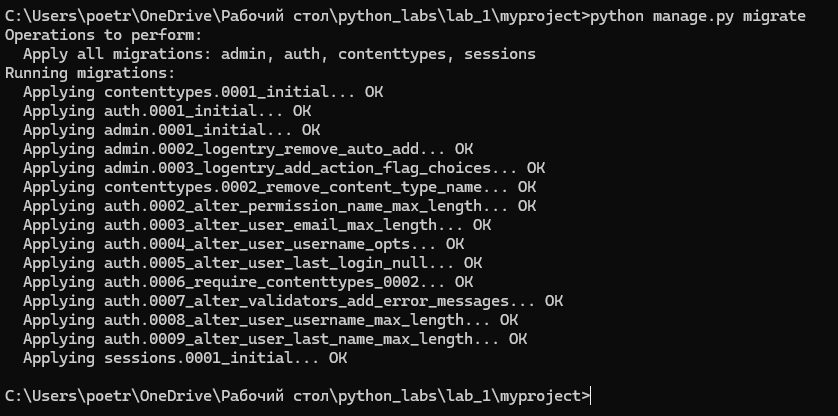 C:\Users\poetr\OneDrive\Рабочий стол\python_labs\lab_1\myproject>python manage.py migrate
Operations to perform:
  Apply all migrations: admin, auth, contenttypes, sessions
Running migrations:
  Applying contenttypes.0001_initial... OK
  Applying auth.0001_initial... OK
  Applying admin.0001_initial... OK
  Applying admin.0002_logentry_remove_auto_add... OK
  Applying admin.0003_logentry_add_action_flag_choices... OK
  Applying contenttypes.0002_remove_content_type_name... OK
  Applying auth.0002_alter_permission_name_max_length... OK
  Applying auth.0003_alter_user_email_max_length... OK
  Applying auth.0004_alter_user_username_opts... OK
  Applying auth.0005_alter_user_last_login_null... OK
  Applying auth.0006_require_contenttypes_0002... OK
  Applying auth.0007_alter_validators_add_error_messages... OK
  Applying auth.0008_alter_user_username_max_length... OK
  Applying auth.0009_alter_user_last_name_max_length... OK
  Applying sessions.0001_initial... OK
C:\Users\poetr\OneDrive\Рабочий стол\python_labs\lab_1\myproject>